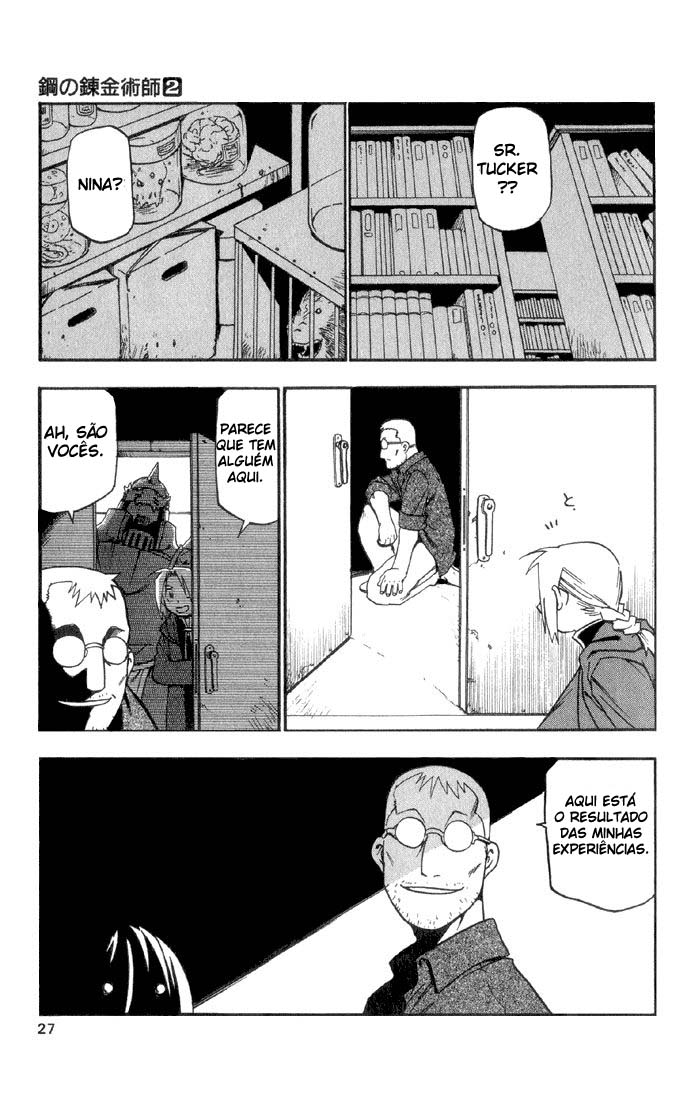 鋼の錬金術師2
SR.
TUCKER
??
NINA?
と
PARECE
QUE TEM
ALGUÉM
AQUI.
AH, SÃO
VOCÊS.
AQUI ESTÁ
O RESULTADO
DAS MINHAS
EXPERIÊNCIAS.
27